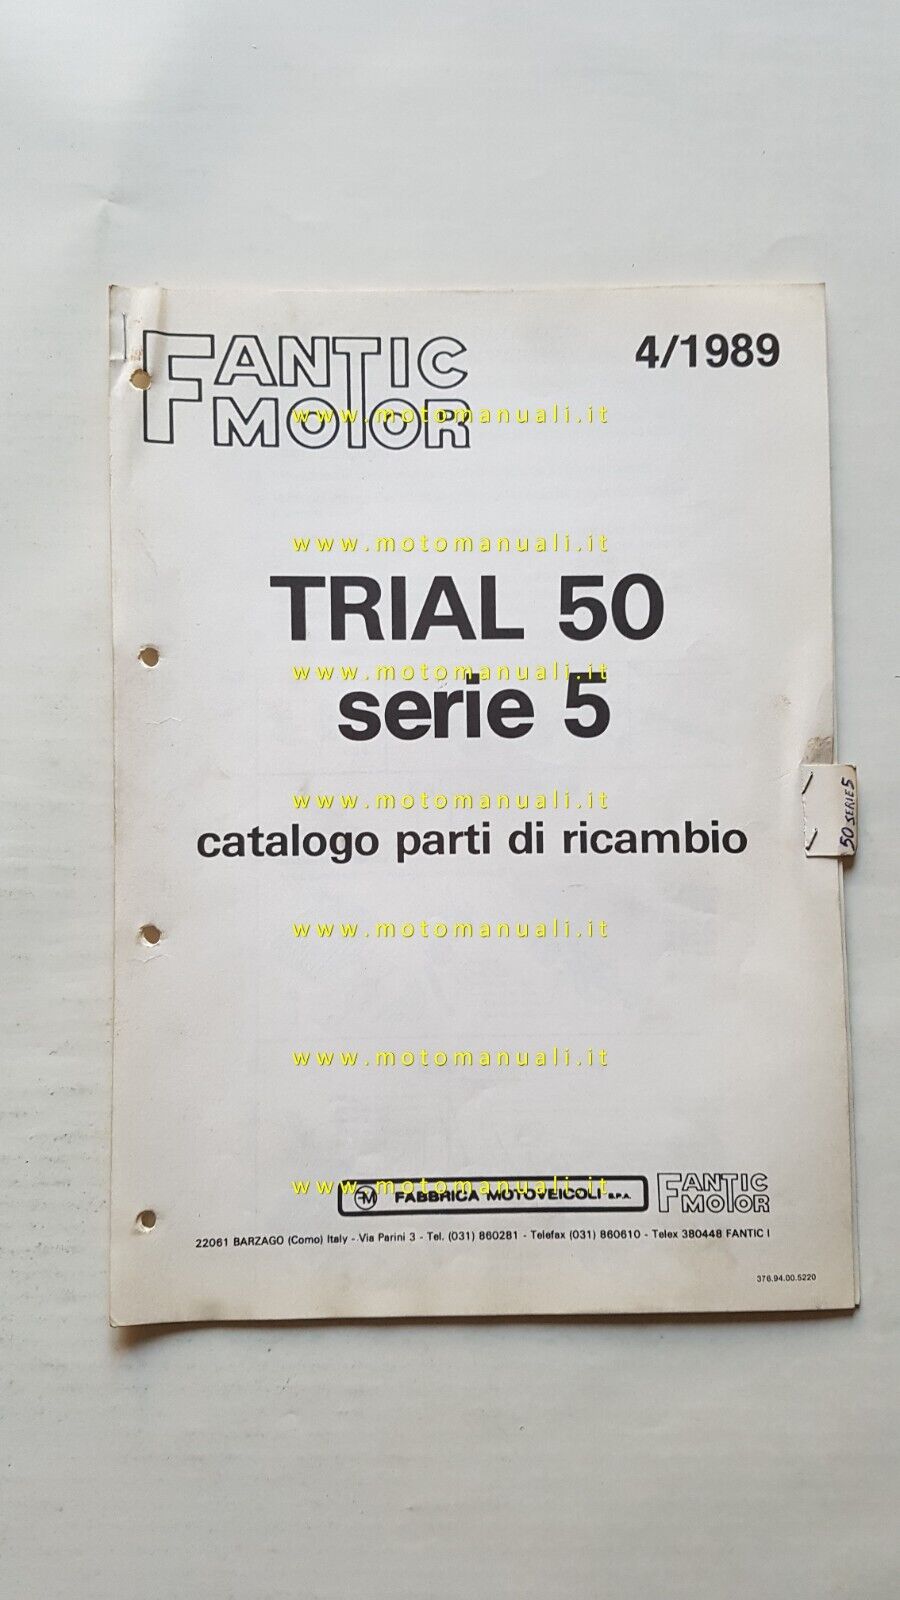 FANTIC
MOTOR
4/1989
www.motomanuali.it
www.motomanuali.it
TRIAL 50
www.motomanuali.it
serie 5
www.motomanuali.it
catalogo parti di ricambio
50 SERIE 5
www.motomanuali.it
www.motomanuali.it
www.motomanuali.it
FM FABBRICA MOTOVEICOLI S.P.A.
FANTIC
MOTOR
22061 BARZAGO (Como) Italy - Via Parini 3 - Tel. (031) 860281 - Telefax (031) 860610 - Telex 380448 FANTIC I
376.94.00.5220